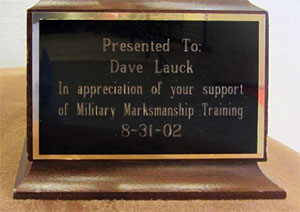 Presented To:
Dave Lauck
In appreciation of your support
of Military Marksmanship Training
8-31-02